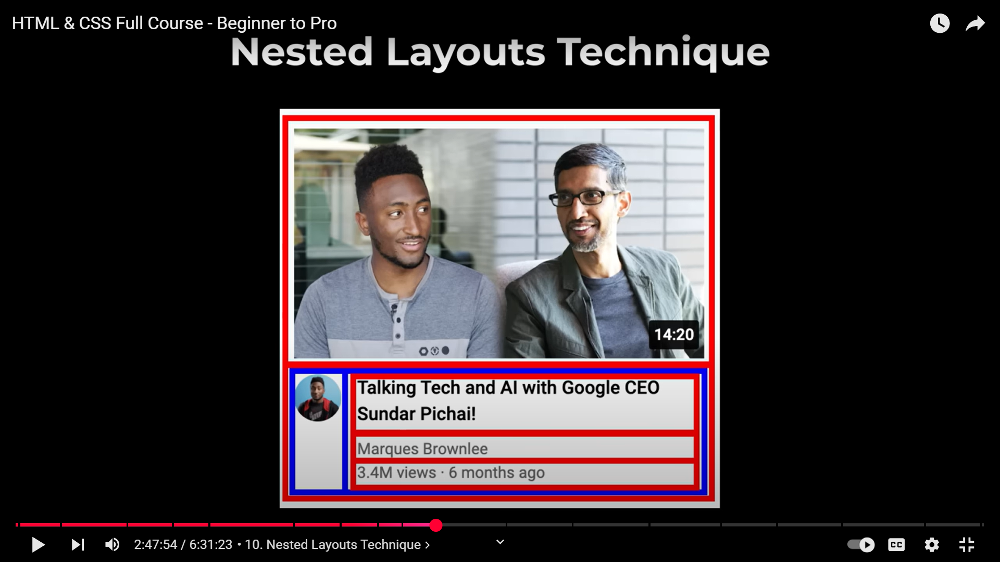 HTML & CSS Full Course - Beginner to Pro
Nested Layouts Technique
14:20
Talking Tech and AI with Google CEO
Sundar Pichai!
Marques Brownlee
3.4M views · 6 months ago
2:47:54 / 6:31:23 • 10. Nested Layouts Technique
CC